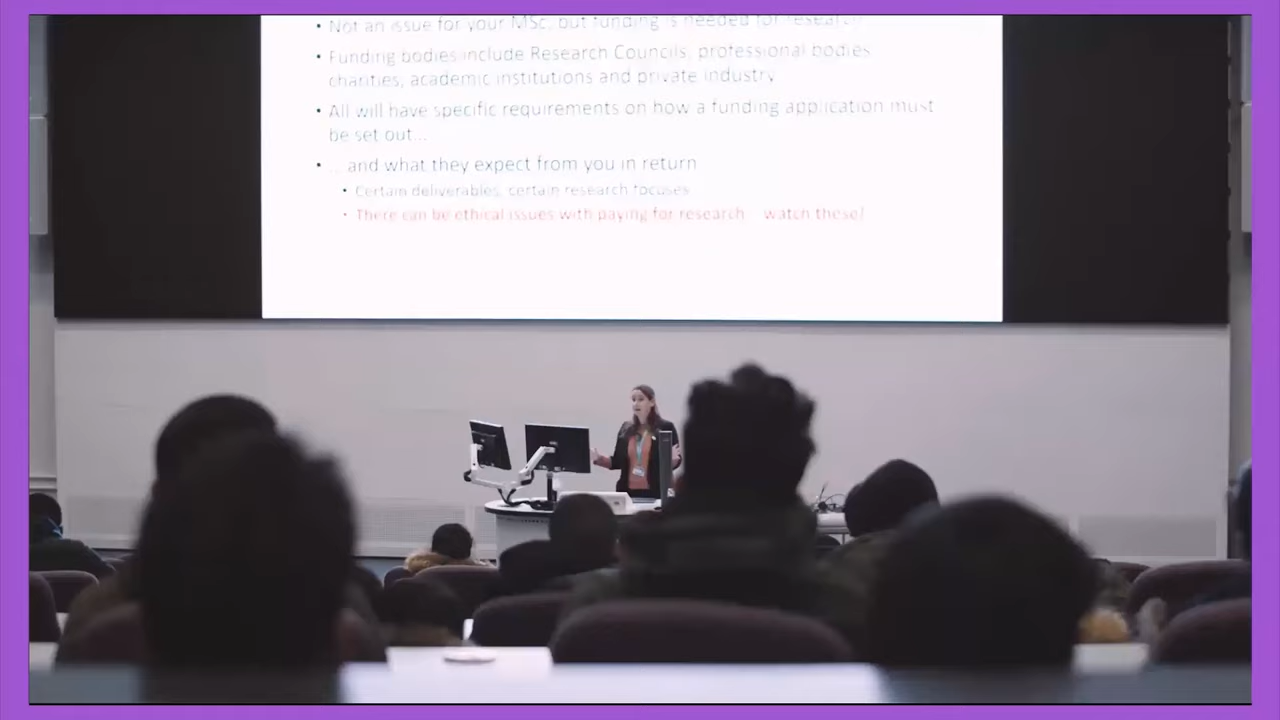 • Not an issue for your MSc, but funding is needed for research
• Funding bodies include Research Councils, professional bodies
charities, academic institutions and private industry
• All will have specific requirements on how a funding application must
be set out...
• ... and what they expect from you in return
• Certain deliverables, certain research focuses
• There can be ethical issues with paying for research watch these!